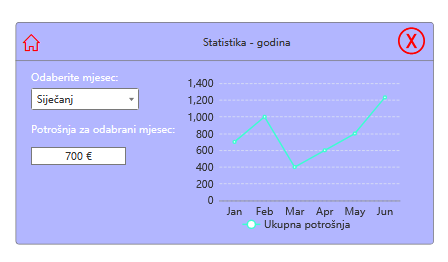 Statistika - godina
X
Odaberite mjesec:
Siječanj
Potrošnja za odabrani mjesec:
700 €
1,400
1,200
1,000
800
600
400
200
0
Jan Feb Mar Apr May Jun
Ukupna potrošnja